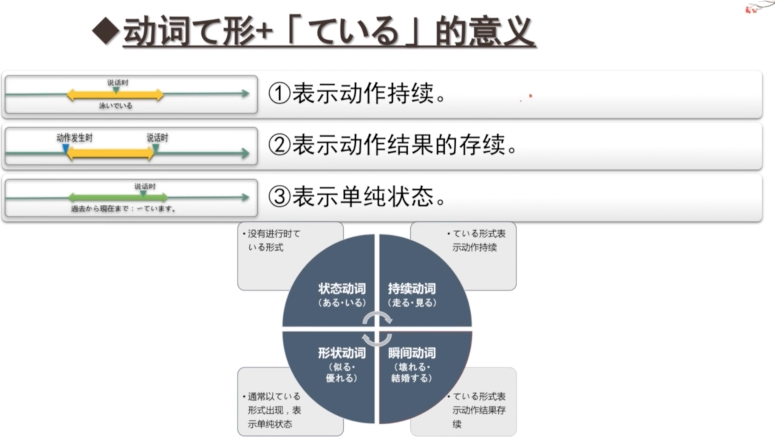 ◆动词て形+「ている」的意义
说话时
泳いでいる
①表示动作持续。
动作发生时 说话时
②表示动作结果的存续。
说话时
過去から現在まで：ーています。
③表示单纯状态。
•没有进行时て
いる形式
•ている形式表
示动作持续
状态动词
（ある·いる）
持续动词
（走る·見る）
形状动词
（似る·
優れる）
瞬间动词
（壊れる·
結婚する）
•通常以ている
形式出现，表
示单纯状态
•ている形式表
示动作结果存
续